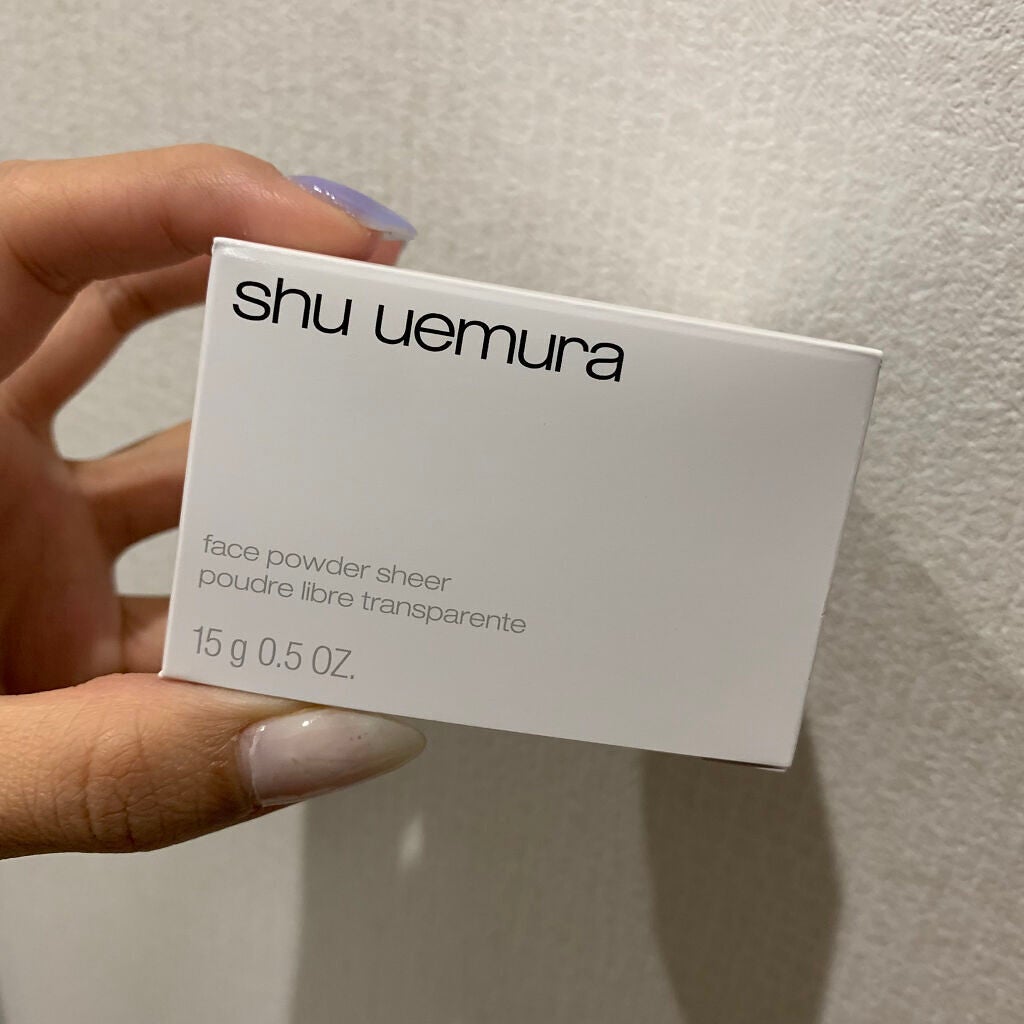 shu uemura
face powder sheer
poudre libre transparente
15 g 0.5 OZ.